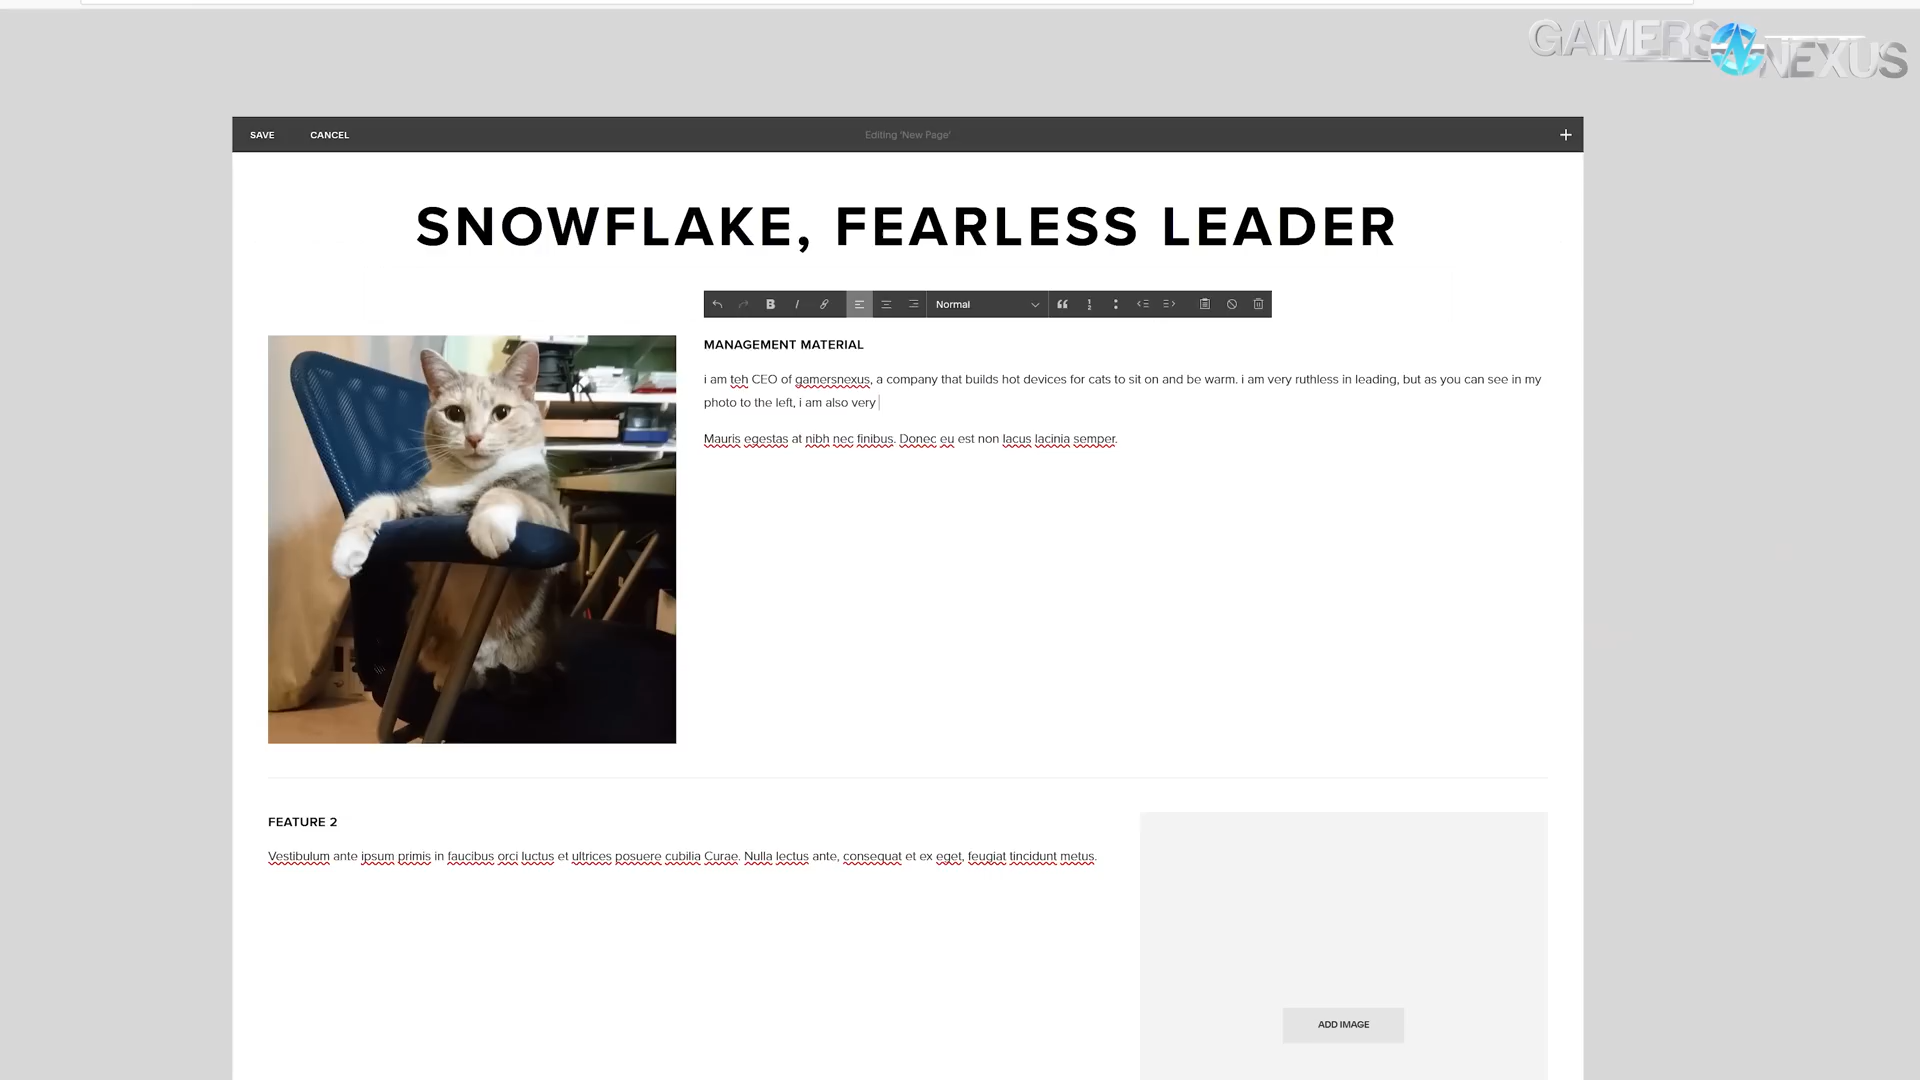 GAMERS NEXUS
SAVE CANCEL Editing 'New Page' +
SNOWFLAKE, FEARLESS LEADER
B I Normal
MANAGEMENT MATERIAL
i am teh CEO of gamersnexus, a company that builds hot devices for cats to sit on and be warm. i am very ruthless in leading, but as you can see in my
photo to the left, i am also very
Mauris egestas at nibh nec finibus. Donec eu est non lacus lacinia semper.
FEATURE 2
Vestibulum ante ipsum primis in faucibus orci luctus et ultrices posuere cubilia Curae. Nulla lectus ante, consequat et ex eget, feugiat tincidunt metus.
ADD IMAGE